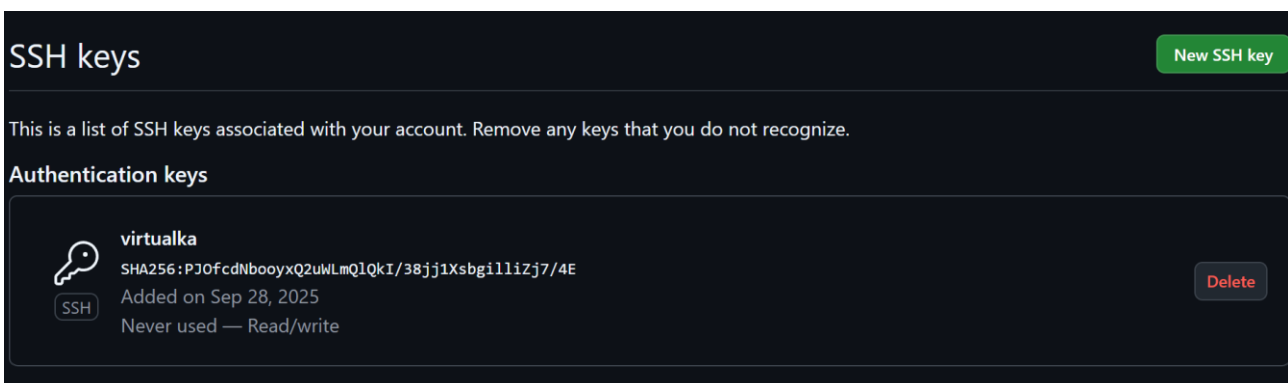 SSH keys
New SSH key
This is a list of SSH keys associated with your account. Remove any keys that you do not recognize.
Authentication keys
virtualka
SHA256:PJOfcdNbooyxQ2uWLmQlQkI/38jj1XsbgilliZj7/4E
Added on Sep 28, 2025
Never used — Read/write
SSH
Delete